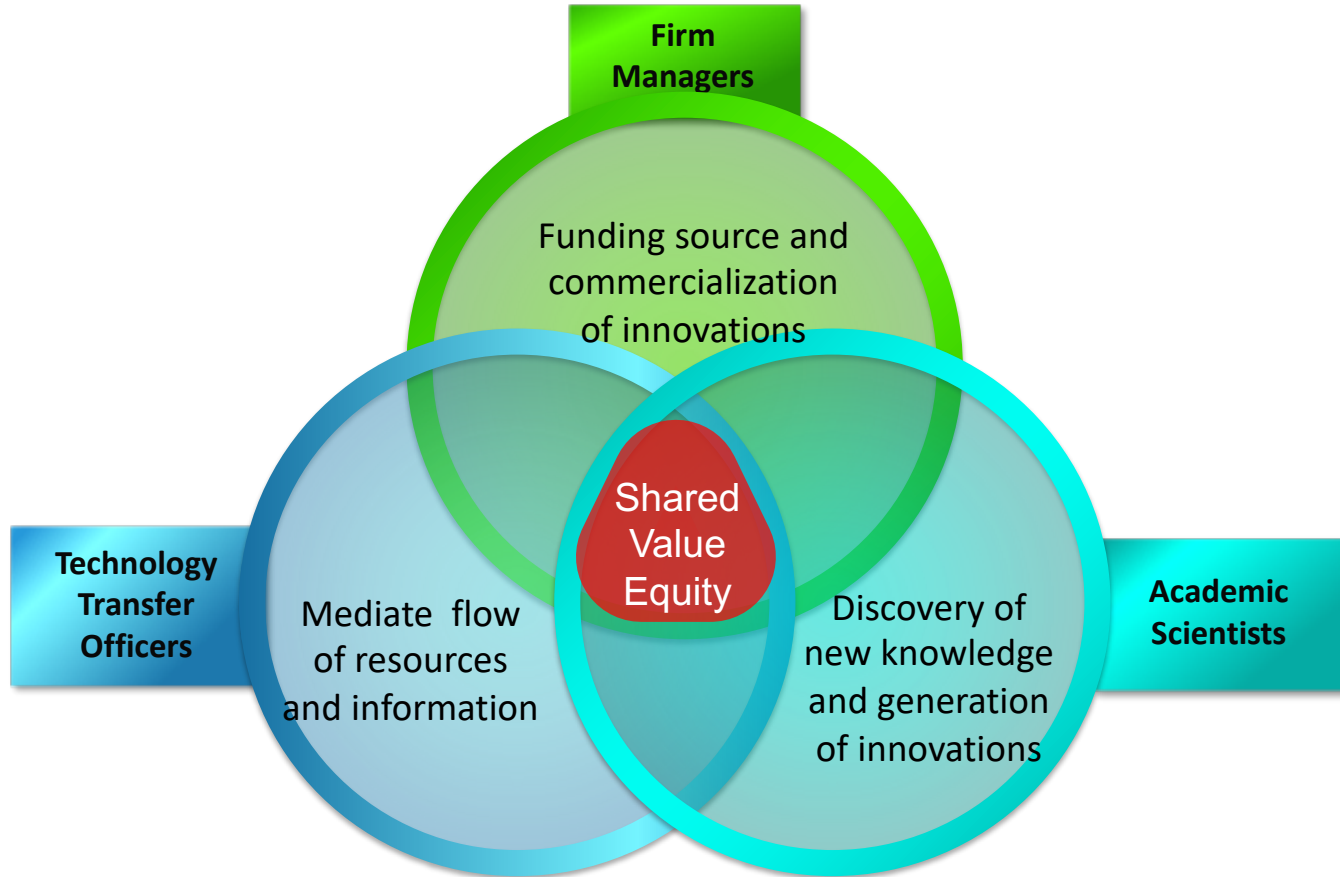 Firm
Managers
Funding source and
commercialization
of innovations
Shared
Value
Equity
Technology
Transfer
Officers
Mediate  flow
of resources
and information
Discovery of
new knowledge
and generation
of innovations
Academic
Scientists